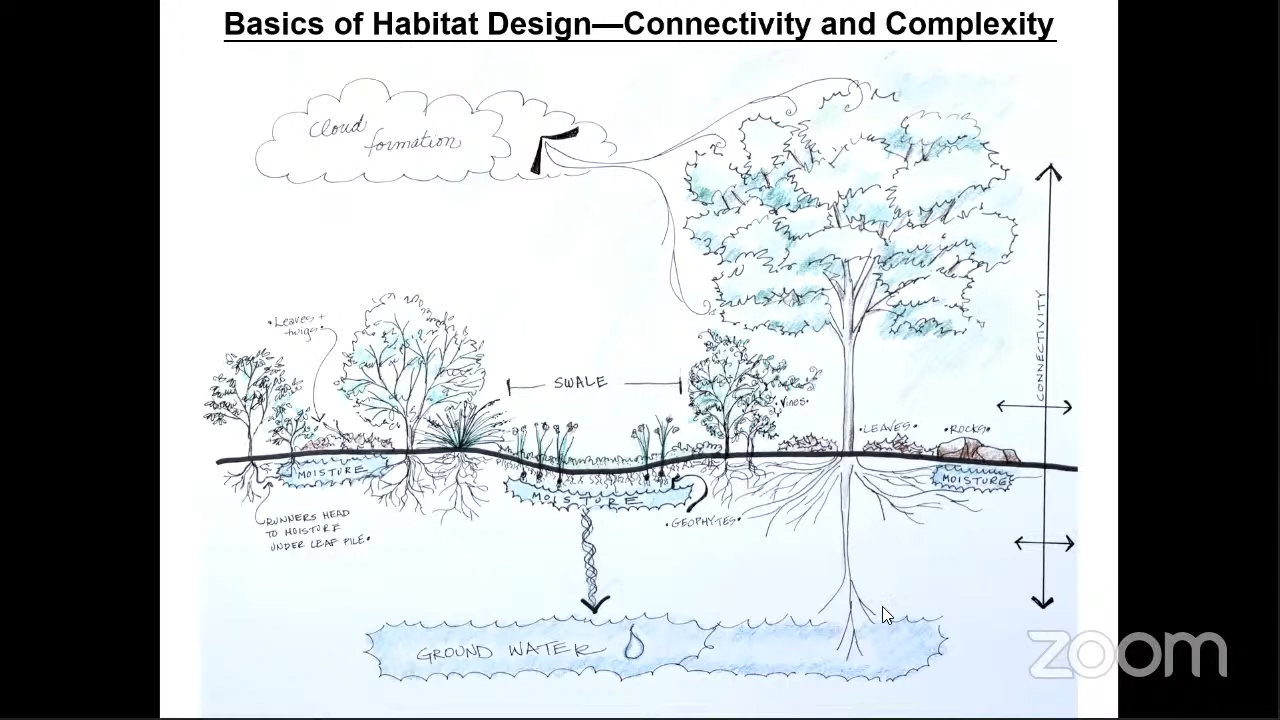 Basics of Habitat Design—Connectivity and Complexity
Cloud
formation
•Leaves +
twigs•
SWALE
•Vines•
•LEAVES•
•ROCKS•
CONNECTIVITY
MOISTURE
MOISTURE
MOISTURE
•GEOPHYTES•
RUNNERS HEAD
TO MOISTURE
UNDER LEAF PILE•
GROUND WATER
zoom